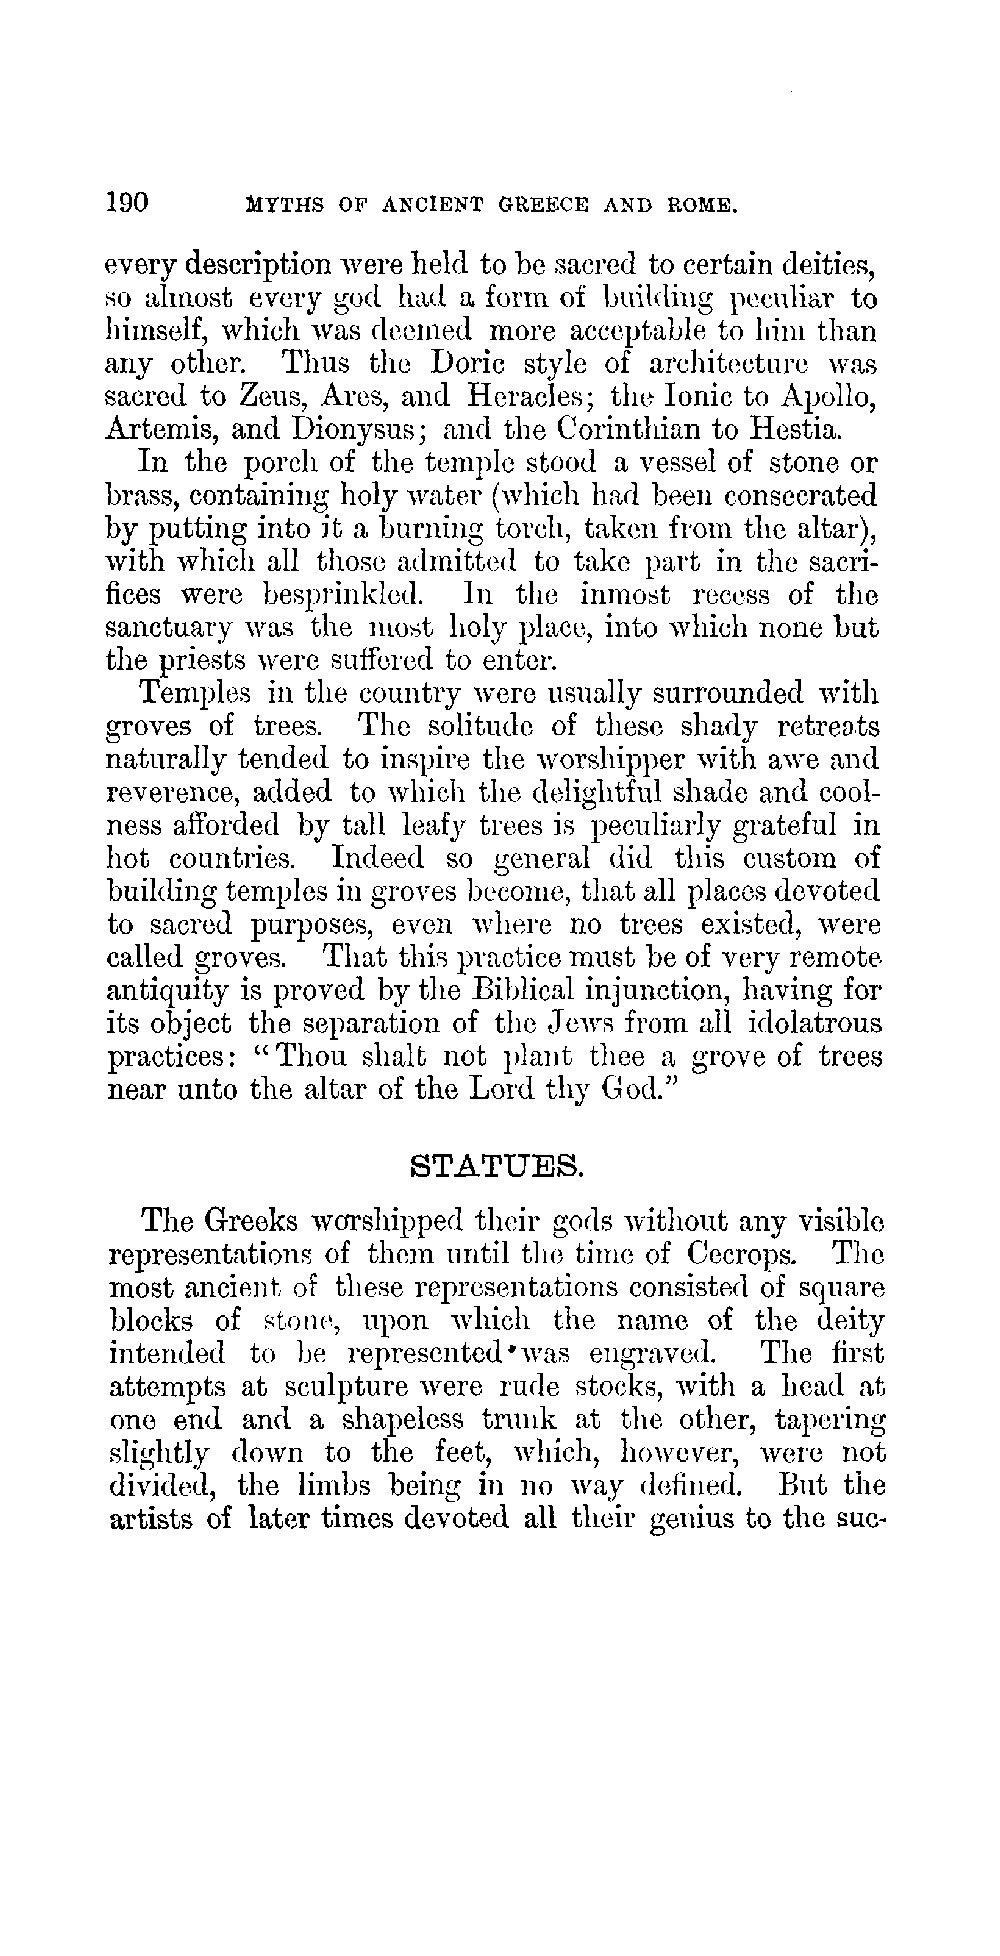 190 MYTHS OF ANCIENT GREECE AND ROME.
every description were held to be sacred to certain deities,
so almost every god had a form of building peculiar to
himself, which was deemed more acceptable to him than
any other. Thus the Doric style of architecture was
sacred to Zeus, Ares, and Heracles; the Ionic to Apollo,
Artemis, and Dionysus; and the Corinthian to Hestia.
In the porch of the temple stood a vessel of stone or
brass, containing holy water (which had been consecrated
by putting into it a burning torch, taken from the altar),
with which all those admitted to take part in the sacri-
fices were besprinkled. In the inmost recess of the
sanctuary was the most holy place, into which none but
the priests were suffered to enter.
Temples in the country were usually surrounded with
groves of trees. The solitude of these shady retreats
naturally tended to inspire the worshipper with awe and
reverence, added to which the delightful shade and cool-
ness afforded by tall leafy trees is peculiarly grateful in
hot countries. Indeed so general did this custom of
building temples in groves become, that all places devoted
to sacred purposes, even where no trees existed, were
called groves. That this practice must be of very remote
antiquity is proved by the Biblical injunction, having for
its object the separation of the Jews from all idolatrous
practices: "Thou shalt not plant thee a grove of trees
near unto the altar of the Lord thy God."
STATUES.
The Greeks worshipped their gods without any visible
representations of them until the time of Cecrops. The
most ancient of these representations consisted of square
blocks of stone, upon which the name of the deity
intended to be represented was engraved. The first
attempts at sculpture were rude stocks, with a head at
one end and a shapeless trunk at the other, tapering
slightly down to the feet, which, however, were not
divided, the limbs being in no way defined. But the
artists of later times devoted all their genius to the suc-